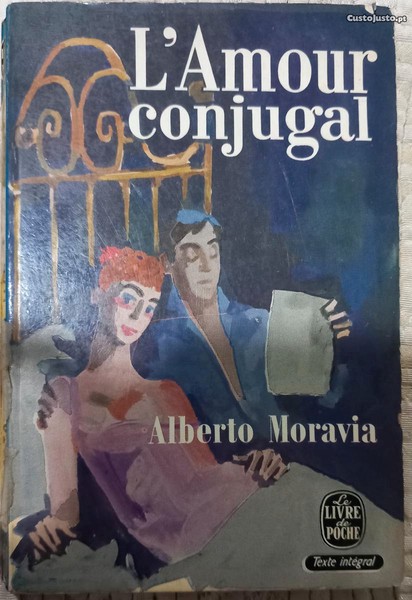 CustoJusto.pt
L'Amour
conjugal
Alberto Moravia
Le
LIVRE
de
POCHE
Texte intégral